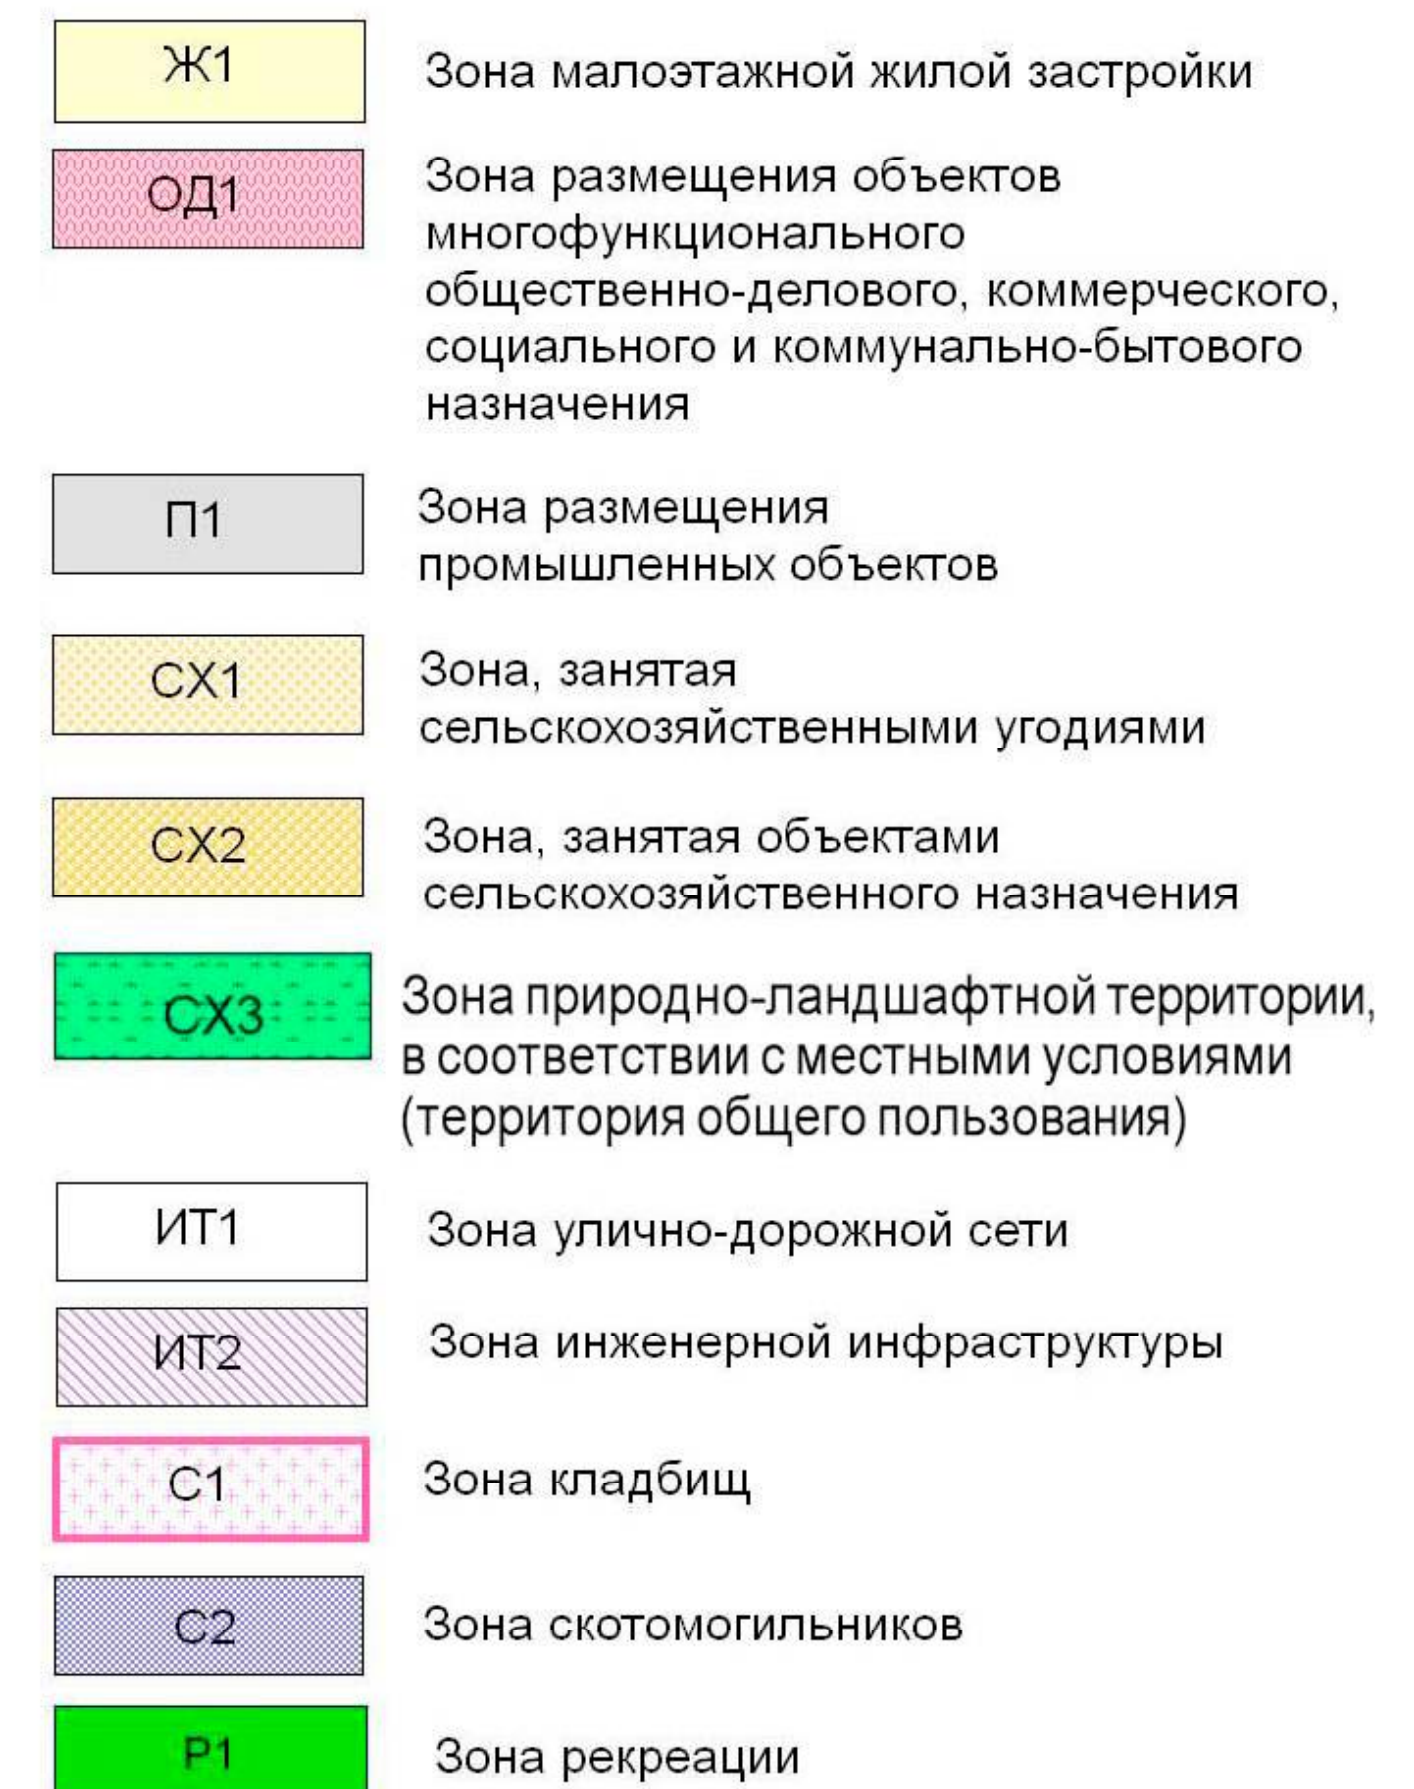 Ж1 Зона малоэтажной жилой застройки
ОД1 Зона размещения объектов
многофункционального
общественно-делового, коммерческого,
социального и коммунально-бытового
назначения
П1 Зона размещения
промышленных объектов
СХ1 Зона, занятая
сельскохозяйственными угодиями
СХ2 Зона, занятая объектами
сельскохозяйственного назначения
СХ3 Зона природно-ландшафтной территории,
в соответствии с местными условиями
(территория общего пользования)
ИТ1 Зона улично-дорожной сети
ИТ2 Зона инженерной инфраструктуры
С1 Зона кладбищ
С2 Зона скотомогильников
Р1 Зона рекреации